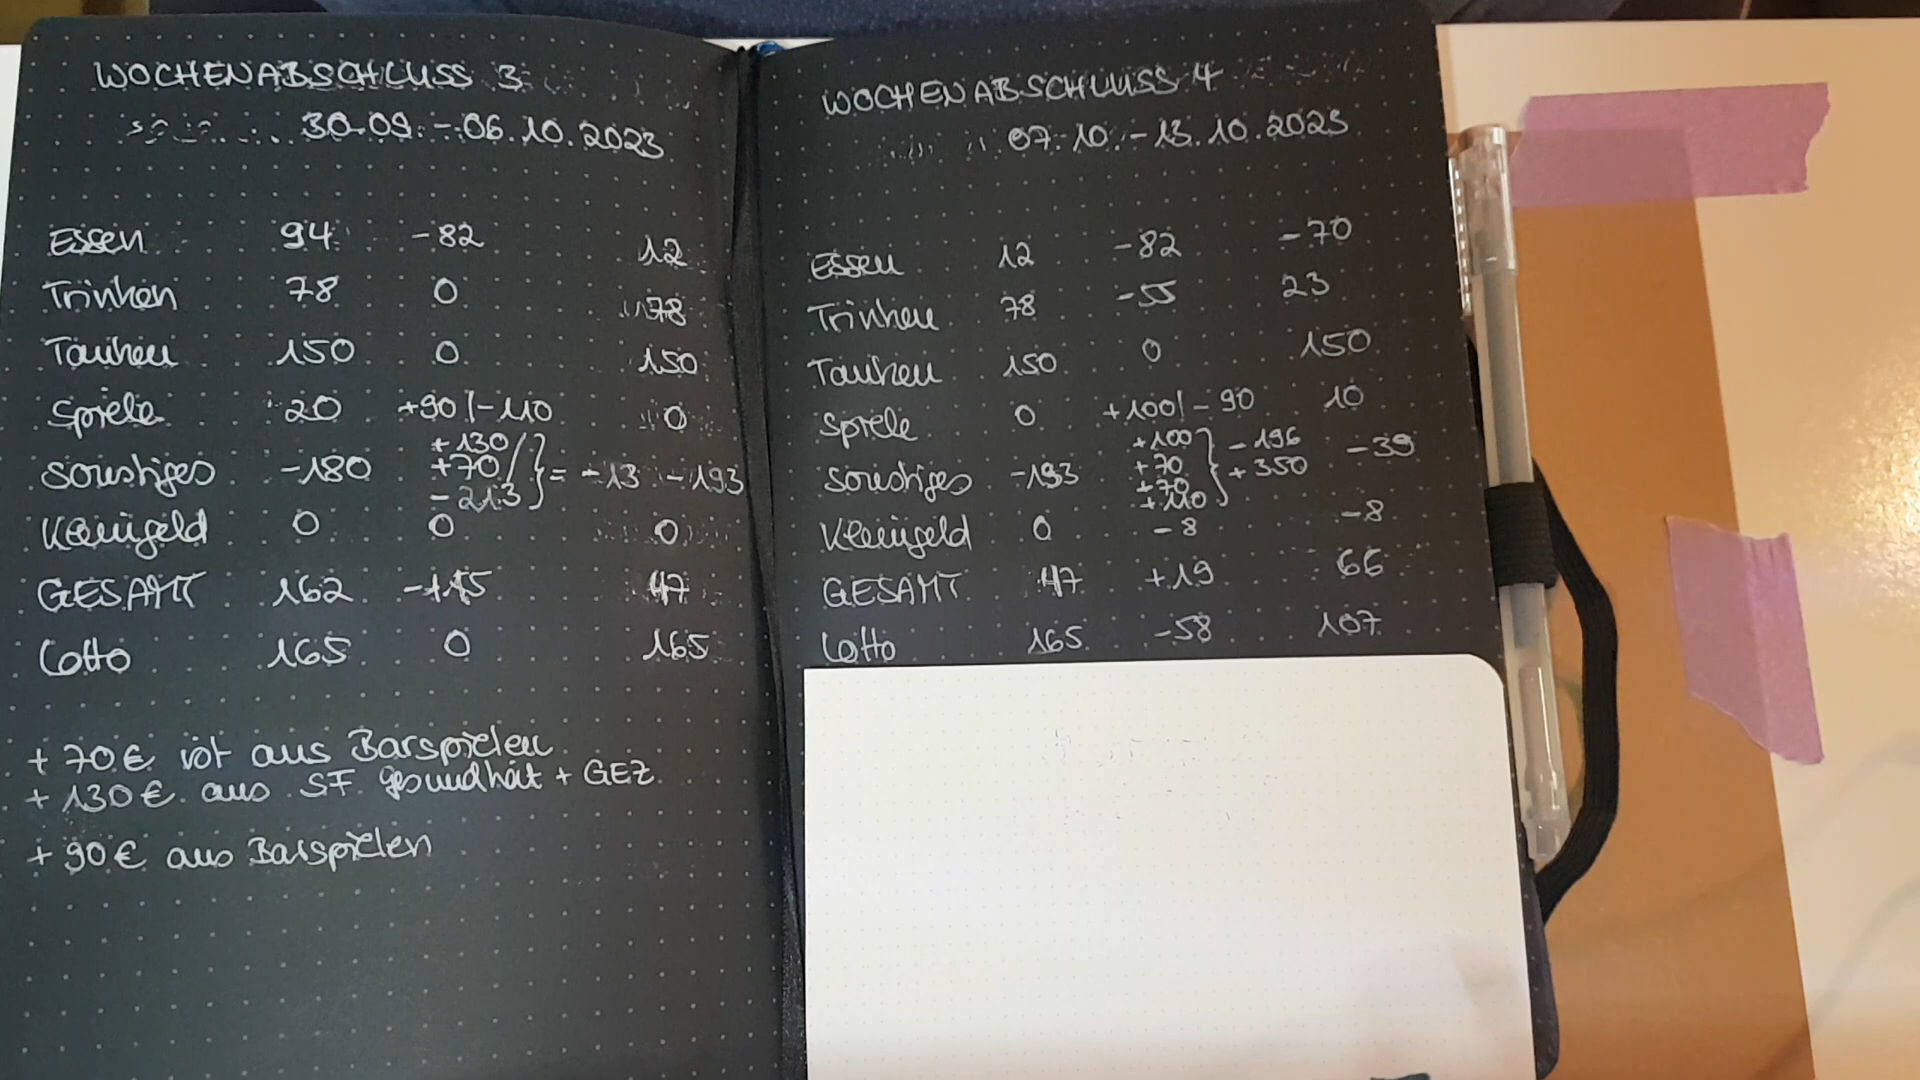 WOCHENABSCHLUSS 3
30.09. – 06.10.2023
Essen 94 -82 12
Trinken 78 0 78
Tanken 150 0 150
Spiele 20 +90/-110 0
+130/
Sonstiges -180 +70/ } = -13 -193
-213
Kleingeld 0 0 0
GESAMT 162 47
Lotto 165 0 165
+ 70€ rot aus Barspielen
+ 130€ aus SF Gesundheit + GEZ
+ 90€ aus Barspielen
WOCHENABSCHLUSS 4
07.10. – 13.10.2023
Essen 12 -82 -70
Trinken 78 -55 23
Tanken 150 0 150
Spiele 0 +100/-90 10
+100 -196
Sonstiges -193 +70 } +350 -39
+70
+110
Kleingeld 0 -8 -8
GESAMT 47 +19 66
Lotto 165 -58 107